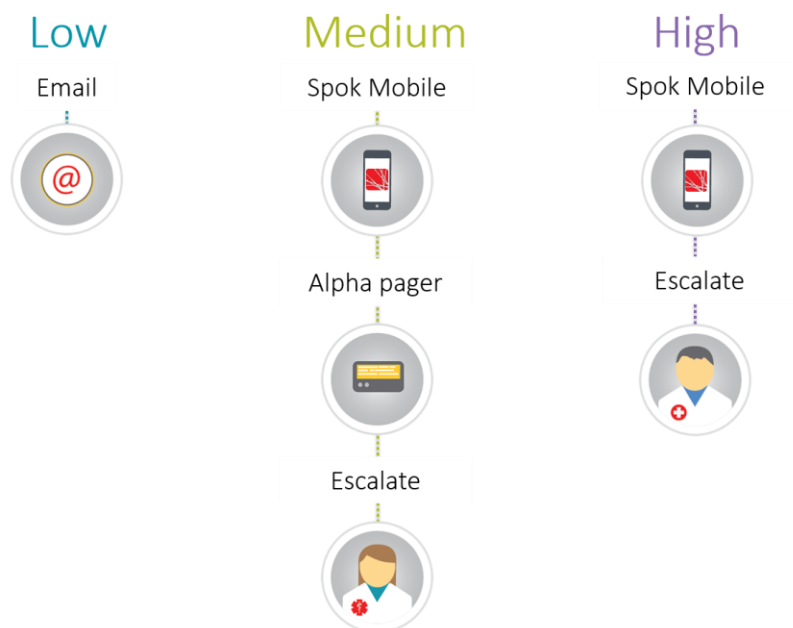 Low
Medium
High
Email
Spok Mobile
Spok Mobile
@
Alpha pager
Escalate
Escalate